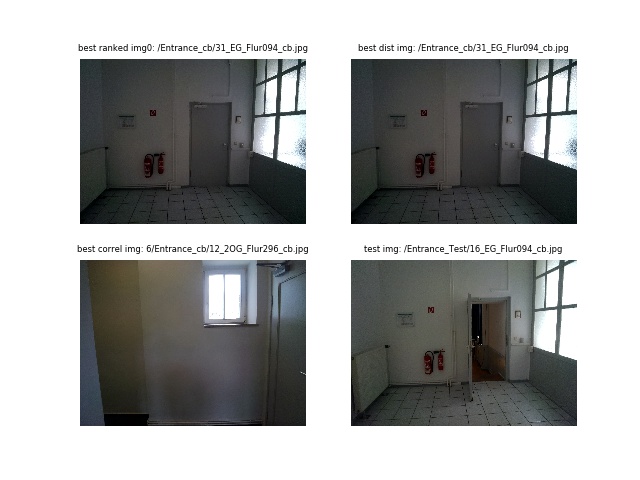 best ranked img0: /Entrance_cb/31_EG_Flur094_cb.jpg
best dist img: /Entrance_cb/31_EG_Flur094_cb.jpg
best correl img: 6/Entrance_cb/12_2OG_Flur296_cb.jpg
test img: /Entrance_Test/16_EG_Flur094_cb.jpg